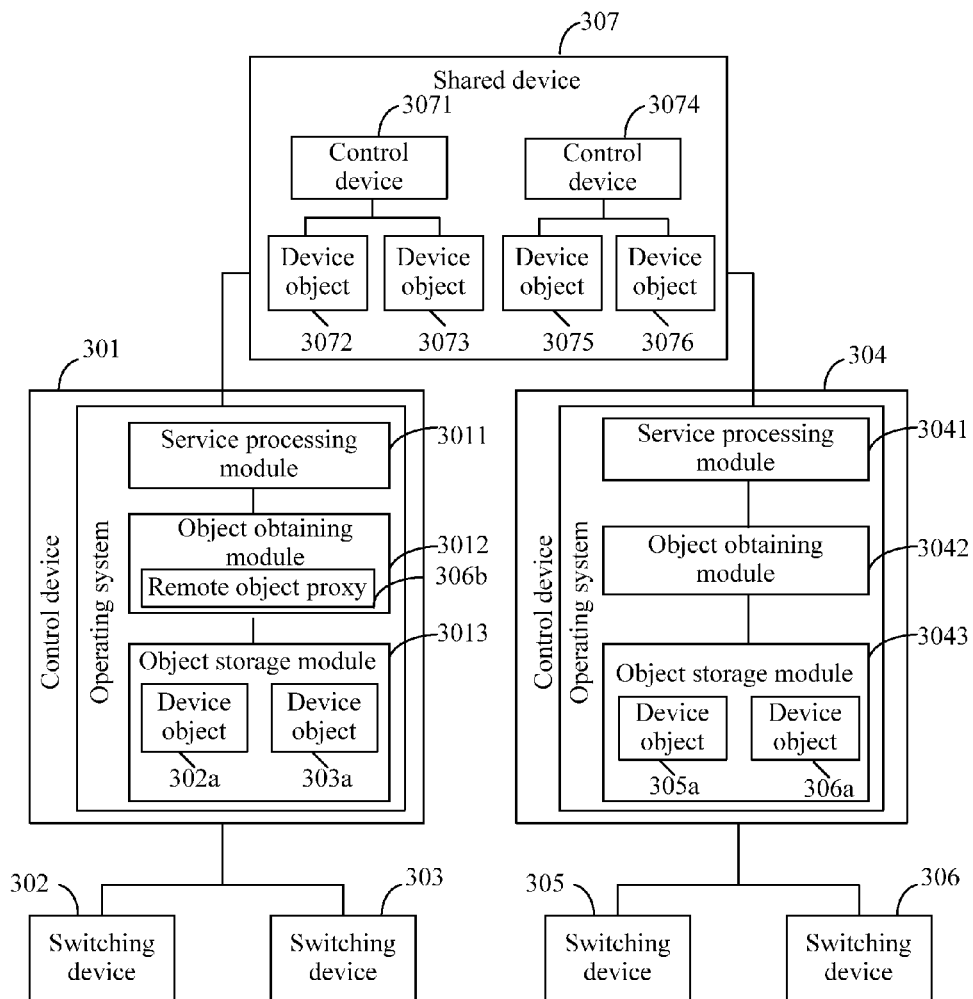 307
Shared device
3071
3074
Control
device
Control
device
Device
object
Device
object
Device
object
Device
object
3072
3073
3075
3076
301
304
Control device
Operating system
Service processing
module
3011
Object obtaining
module
3012
Remote object proxy
306b
3013
Object storage module
Device
object
Device
object
302a
303a
Control device
Operating system
Service processing
module
3041
Object obtaining
module
3042
3043
Object storage module
Device
object
Device
object
305a
306a
302
303
305
306
Switching
device
Switching
device
Switching
device
Switching
device